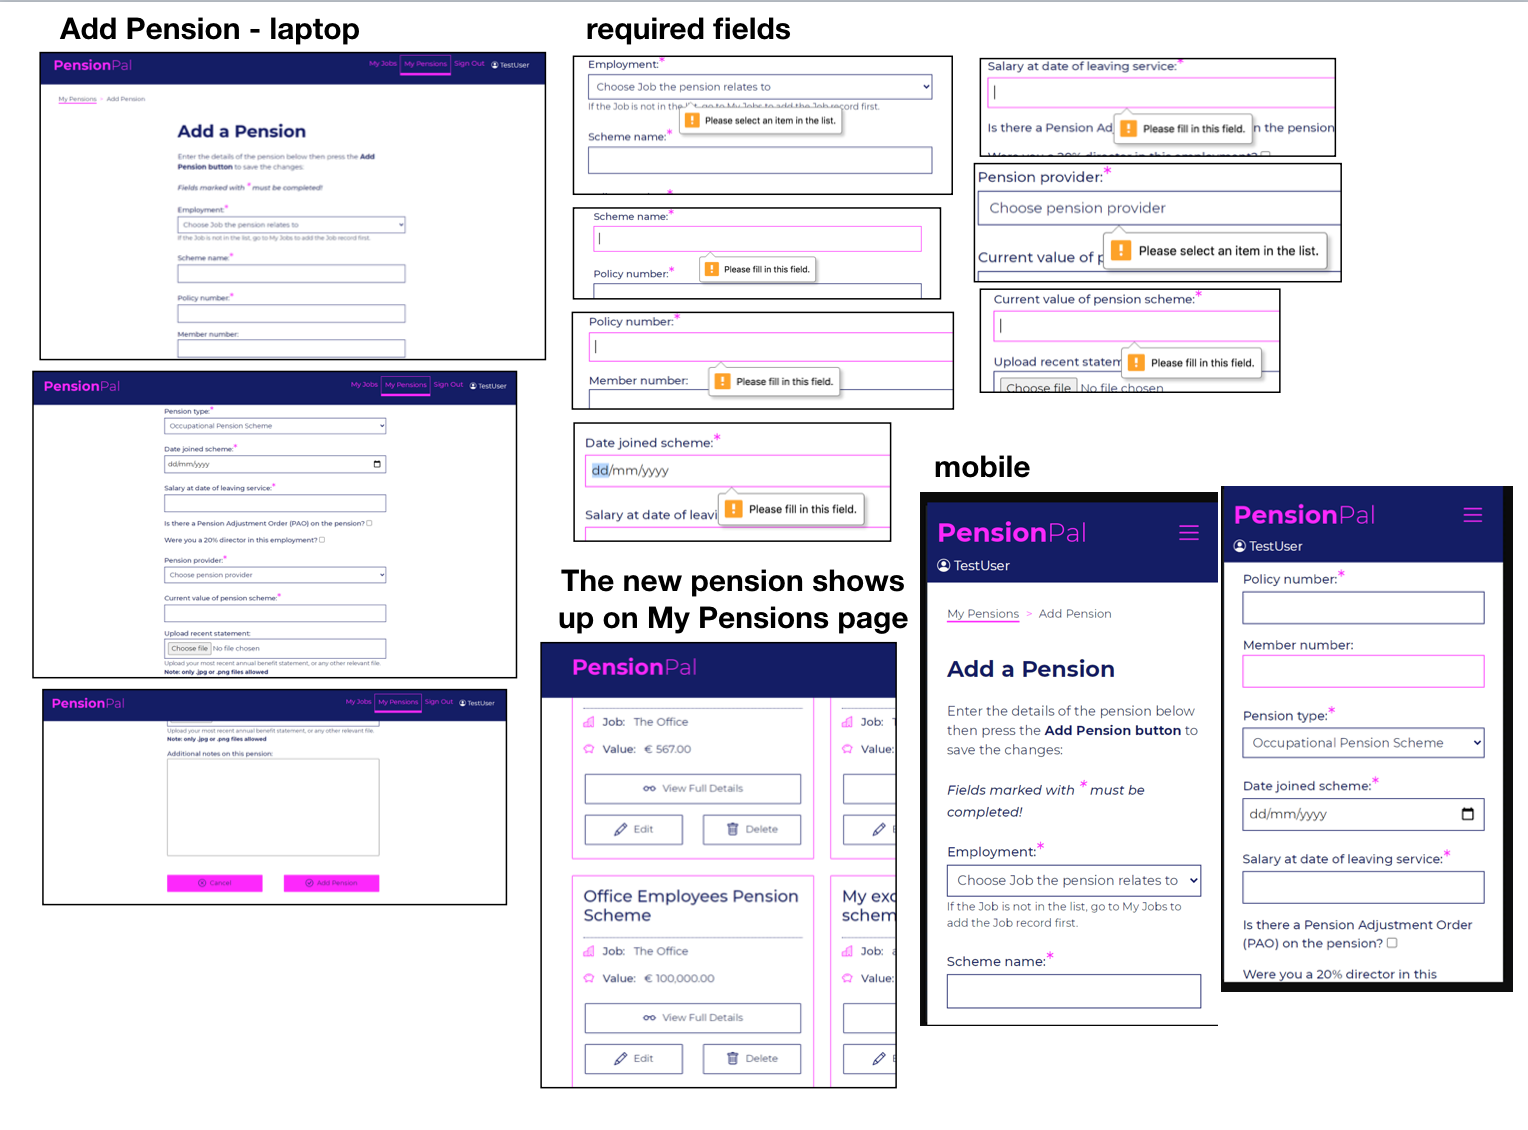 Add Pension - laptop
PensionPal
My Jobs My Pensions Sign Out TestUser
My Pensions > Add Pension
Add a Pension
Enter the details of the pension below then press the Add
Pension button to save the changes:
Fields marked with * must be completed!
Employment:*
Choose Job the pension relates to
If the Job is not in the list, go to My Jobs to add the Job record first.
Scheme name:*
Policy number:*
Member number:
PensionPal
My Jobs My Pensions Sign Out TestUser
Pension type:*
Occupational Pension Scheme
Date joined scheme:*
dd/mm/yyyy
Salary at date of leaving service:*
Is there a Pension Adjustment Order (PAO) on the pension?
Were you a 20% director in this employment?
Pension provider:*
Choose pension provider
Current value of pension scheme:*
Upload recent statement:
Choose file No file chosen
Upload your most recent annual benefit statement, or any other relevant file.
Note: only .jpg or .png files allowed
PensionPal
My Jobs My Pensions Sign Out TestUser
Upload your most recent annual benefit statement, or any other relevant file.
Note: only .jpg or .png files allowed
Additional notes on this pension:
Cancel Add Pension
required fields
Employment:*
Choose Job the pension relates to
If the Job is not in the list, go to My Jobs to add the Job record first.
Please select an item in the list.
Scheme name:*
Scheme name:*
Please fill in this field.
Policy number:*
Policy number:*
Please fill in this field.
Member number:
Date joined scheme:*
dd/mm/yyyy
Please fill in this field.
Salary at date of leavi
Salary at date of leaving service:*
Is there a Pension Ad Please fill in this field. n the pension
Were you a 20% director in this employment?
Pension provider:*
Choose pension provider
Please select an item in the list.
Current value of p
Current value of pension scheme:*
Upload recent statem Please fill in this field.
Choose file No file chosen
The new pension shows
up on My Pensions page
PensionPal
Job: The Office
Value: € 567.00
Value:
View Full Details
Edit Delete
Office Employees Pension
Scheme
My exc
schem
Job: The Office
Job:
Value: € 100,000.00
Value:
View Full Details
Edit Delete
mobile
PensionPal
TestUser
My Pensions > Add Pension
Add a Pension
Enter the details of the pension below
then press the Add Pension button to
save the changes:
Fields marked with * must be
completed!
Employment:*
Choose Job the pension relates to
If the Job is not in the list, go to My Jobs to
add the Job record first.
Scheme name:*
PensionPal
TestUser
Policy number:*
Member number:
Pension type:*
Occupational Pension Scheme
Date joined scheme:*
dd/mm/yyyy
Salary at date of leaving service:*
Is there a Pension Adjustment Order
(PAO) on the pension?
Were you a 20% director in this